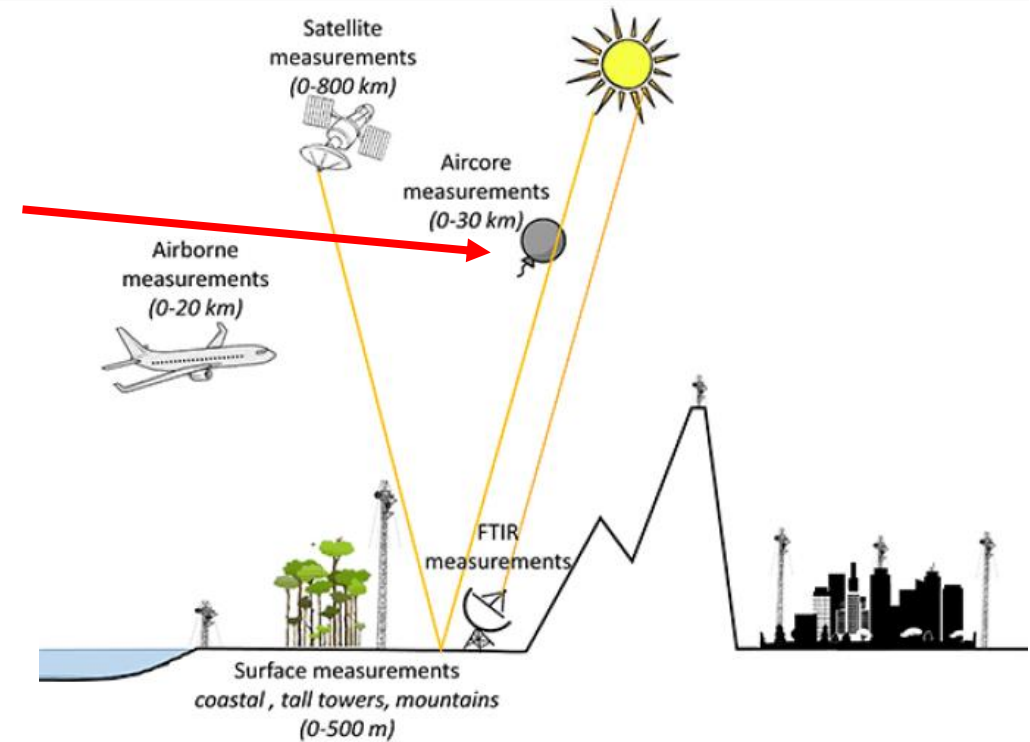 Satellite
measurements
(0-800 km)
Aircore
measurements
(0-30 km)
Airborne
measurements
(0-20 km)
FTIR
measurements
Surface measurements
coastal , tall towers, mountains
(0-500 m)